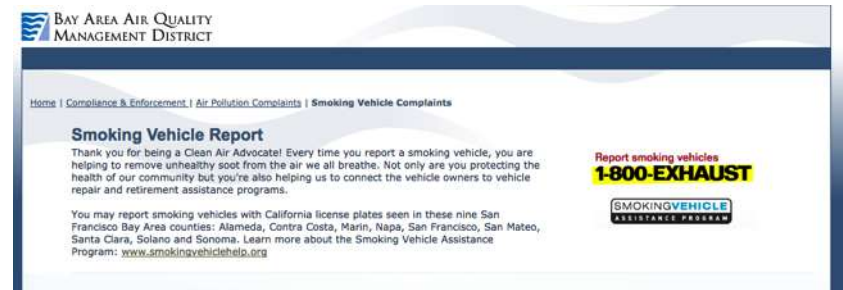 BAY AREA AIR QUALITY
MANAGEMENT DISTRICT
Home | Compliance & Enforcement | Air Pollution Complaints | Smoking Vehicle Complaints
Smoking Vehicle Report
Thank you for being a Clean Air Advocate! Every time you report a smoking vehicle, you are
helping to remove unhealthy soot from the air we all breathe. Not only are you protecting the
health of our community but you're also helping us to connect the vehicle owners to vehicle
repair and retirement assistance programs.
You may report smoking vehicles with California license plates seen in these nine San
Francisco Bay Area counties: Alameda, Contra Costa, Marin, Napa, San Francisco, San Mateo,
Santa Clara, Solano and Sonoma. Learn more about the Smoking Vehicle Assistance
Program: www.smokingvehiclehelp.org
Report smoking vehicles
1-800-EXHAUST
SMOKINGVEHICLE
ASSISTANCE PROGRAM